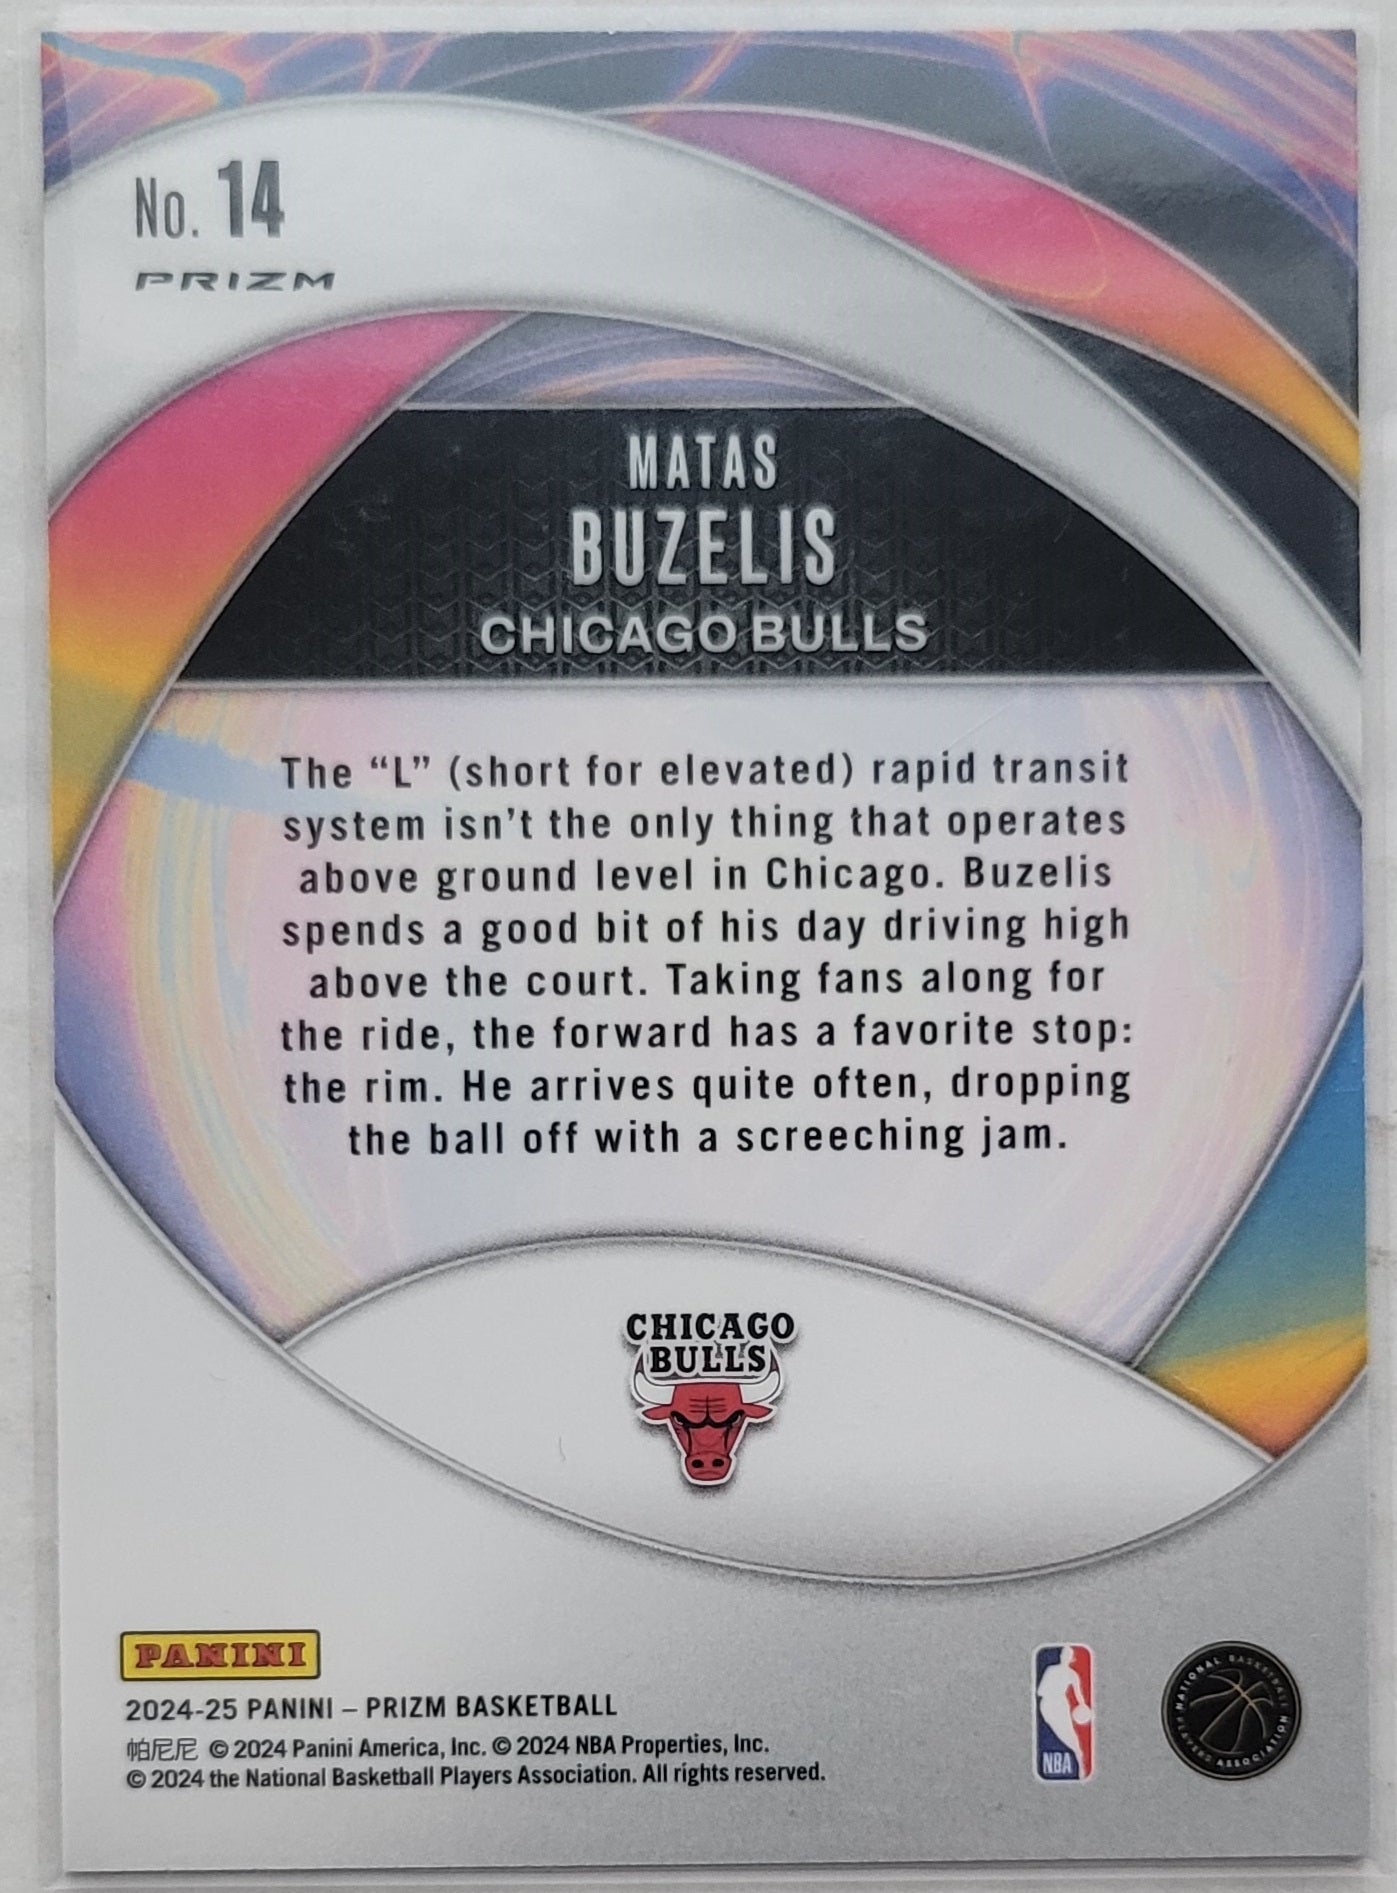 No. 14
PRIZM
MATAS
BUZELIS
CHICAGO BULLS
The “L” (short for elevated) rapid transit
system isn’t the only thing that operates
above ground level in Chicago. Buzelis
spends a good bit of his day driving high
above the court. Taking fans along for
the ride, the forward has a favorite stop:
the rim. He arrives quite often, dropping
the ball off with a screeching jam.
CHICAGO
BULLS
PANINI
2024-25 PANINI – PRIZM BASKETBALL
帕尼尼 © 2024 Panini America, Inc. © 2024 NBA Properties, Inc.
© 2024 the National Basketball Players Association. All rights reserved.
NBA
NATIONAL BASKETBALL PLAYERS ASSOCIATION